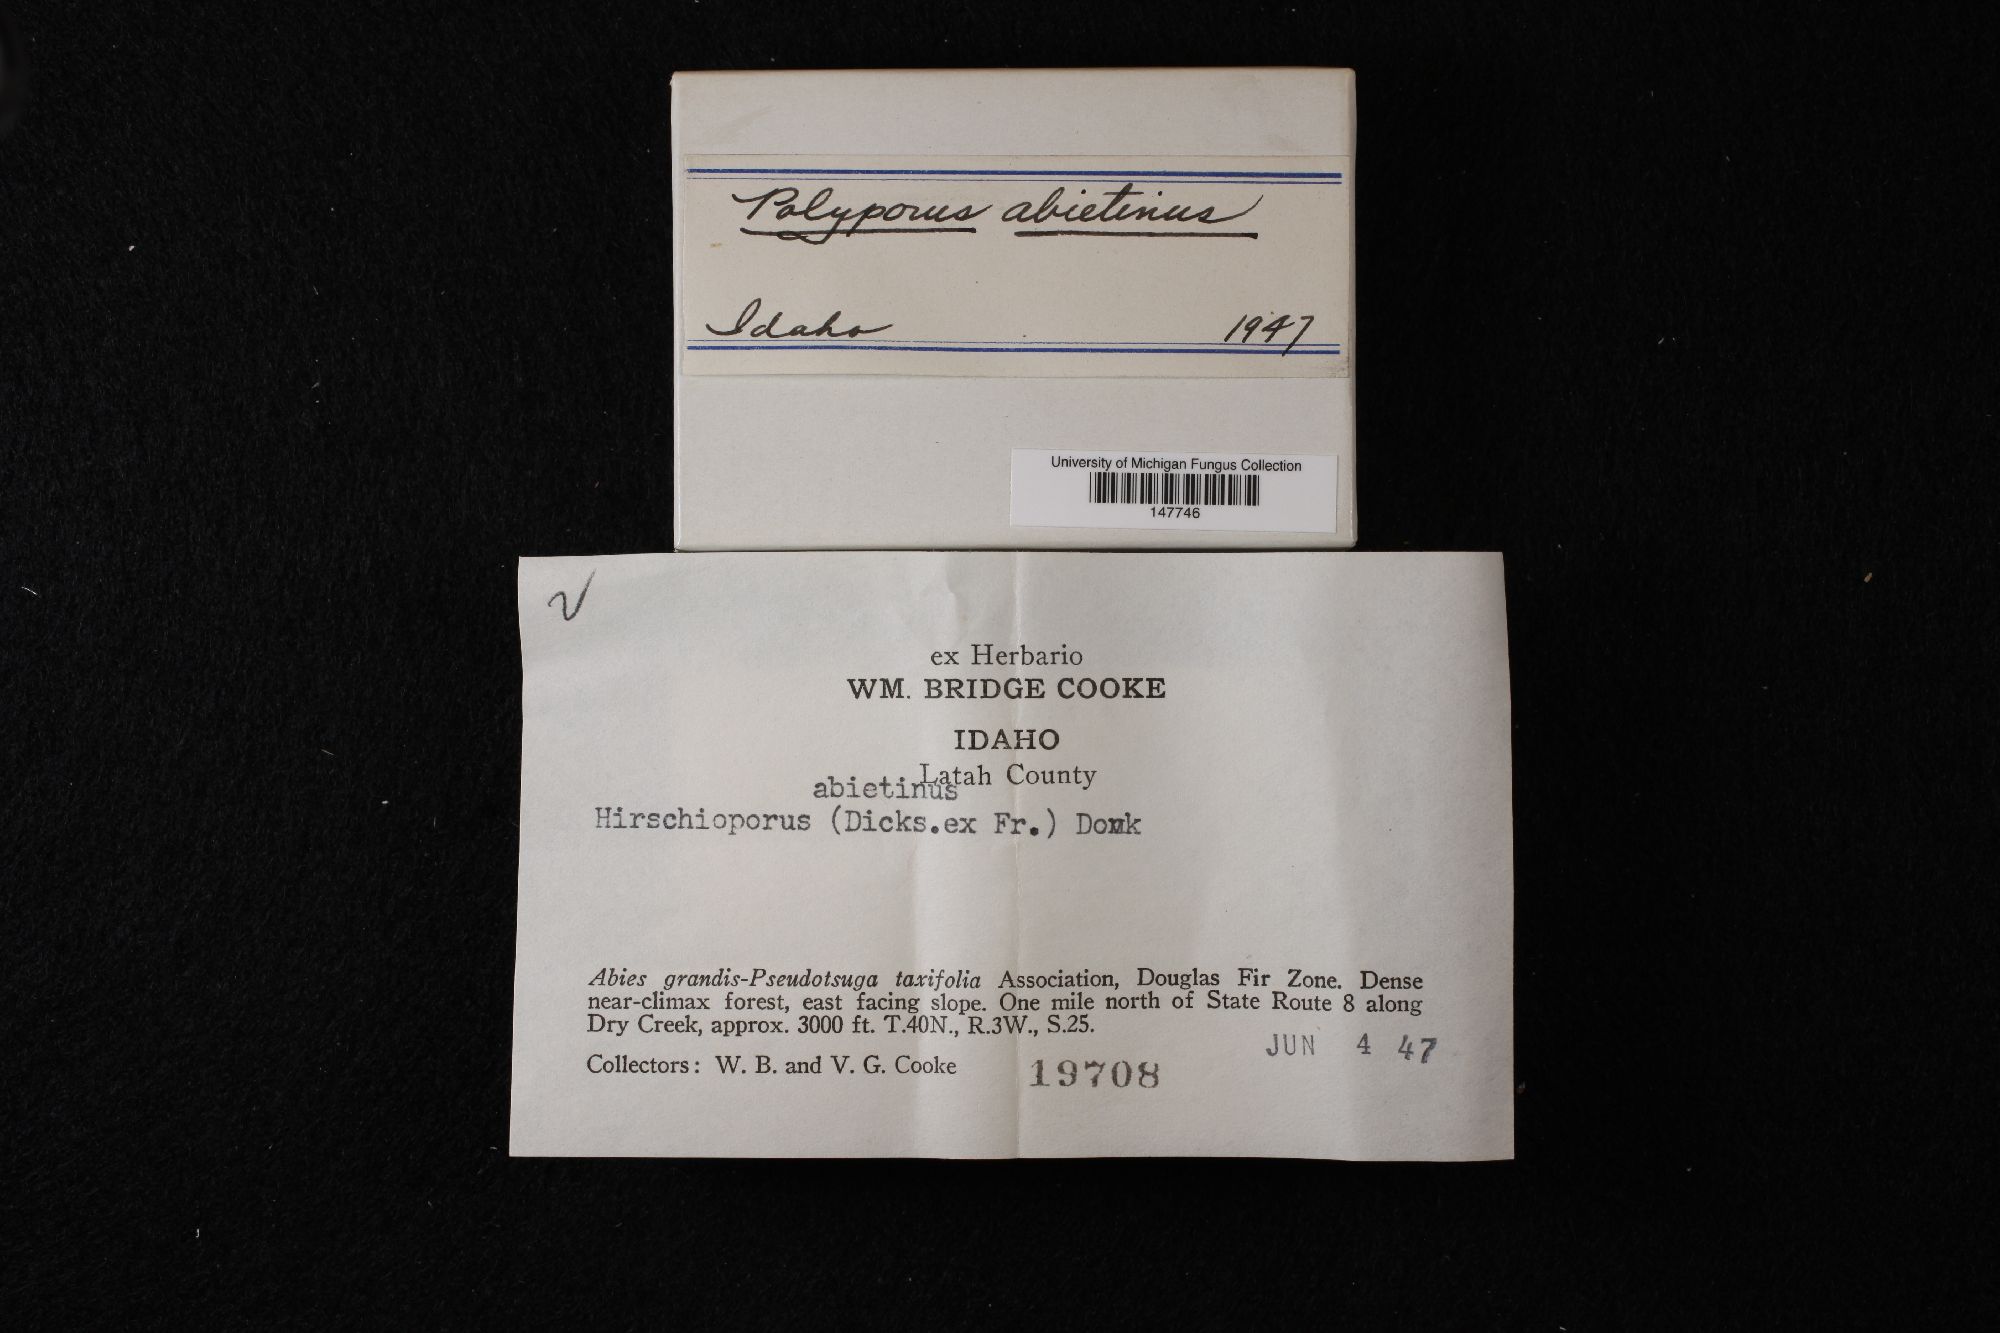 Polyporus abietinus
Idaho 1947
University of Michigan Fungus Collection
147746
ex Herbario
WM. BRIDGE COOKE
IDAHO
Latah County
abietinus
Hirschioporus (Dicks.ex Fr.) Donk
Abies grandis-Pseudotsuga taxifolia Association, Douglas Fir Zone. Dense
near-climax forest, east facing slope. One mile north of State Route 8 along
Dry Creek, approx. 3000 ft. T.40N., R.3W., S.25.
JUN 4 47
Collectors: W. B. and V. G. Cooke 19708